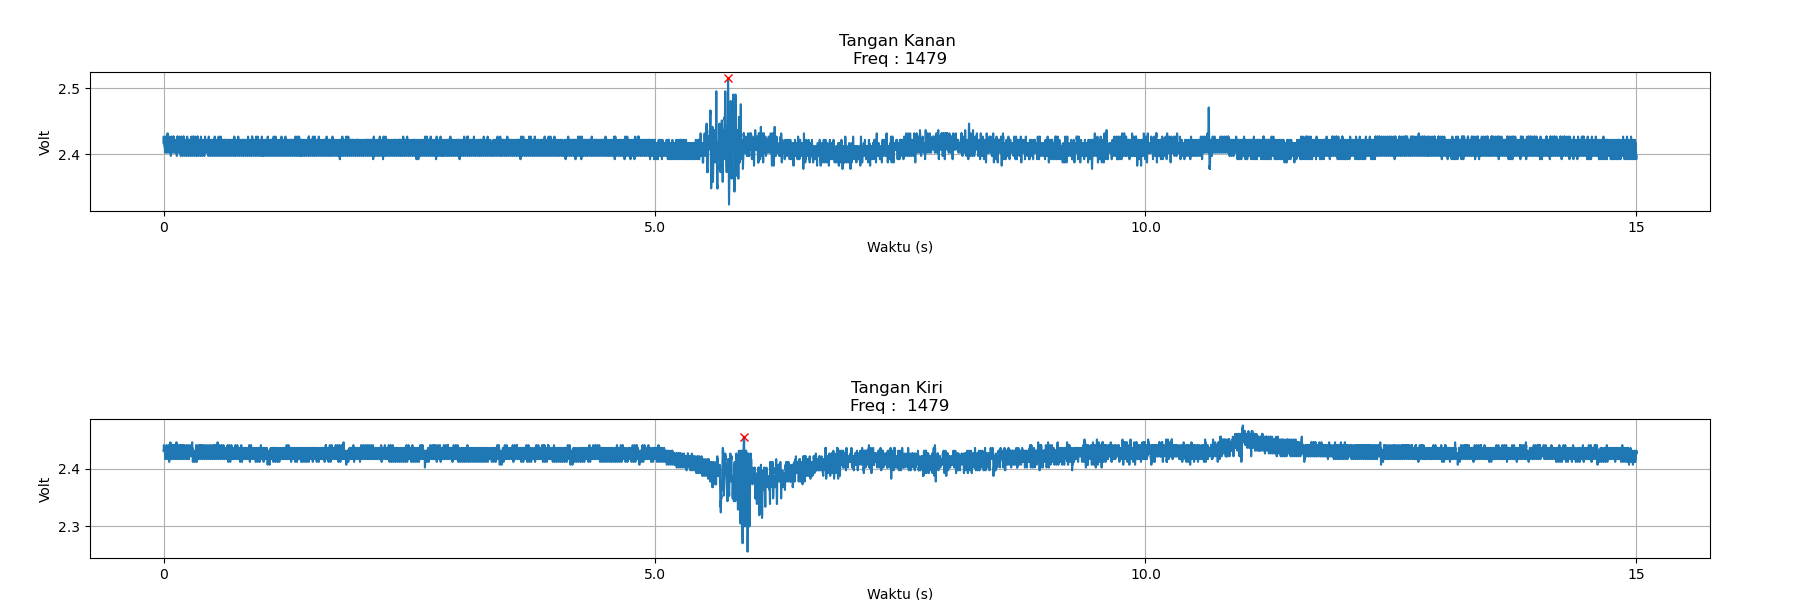 Tangan Kanan
Freq : 1479
Volt
2.5
2.4
0 5.0 10.0 15
Waktu (s)
Tangan Kiri
Freq :  1479
Volt
2.4
2.3
0 5.0 10.0 15
Waktu (s)